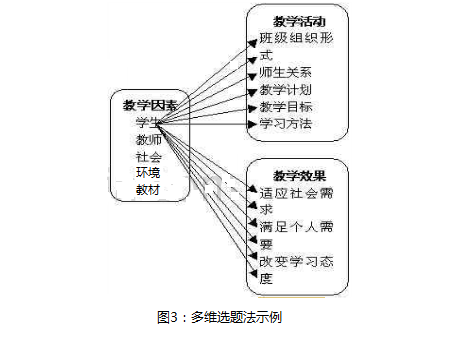 教学活动
班级组织形
式
师生关系
教学计划
教学目标
学习方法
教学因素
学生
教师
社会
环境
教材
教学效果
适应社会需
求
满足个人需
要
改变学习态
度
图3：多维选题法示例